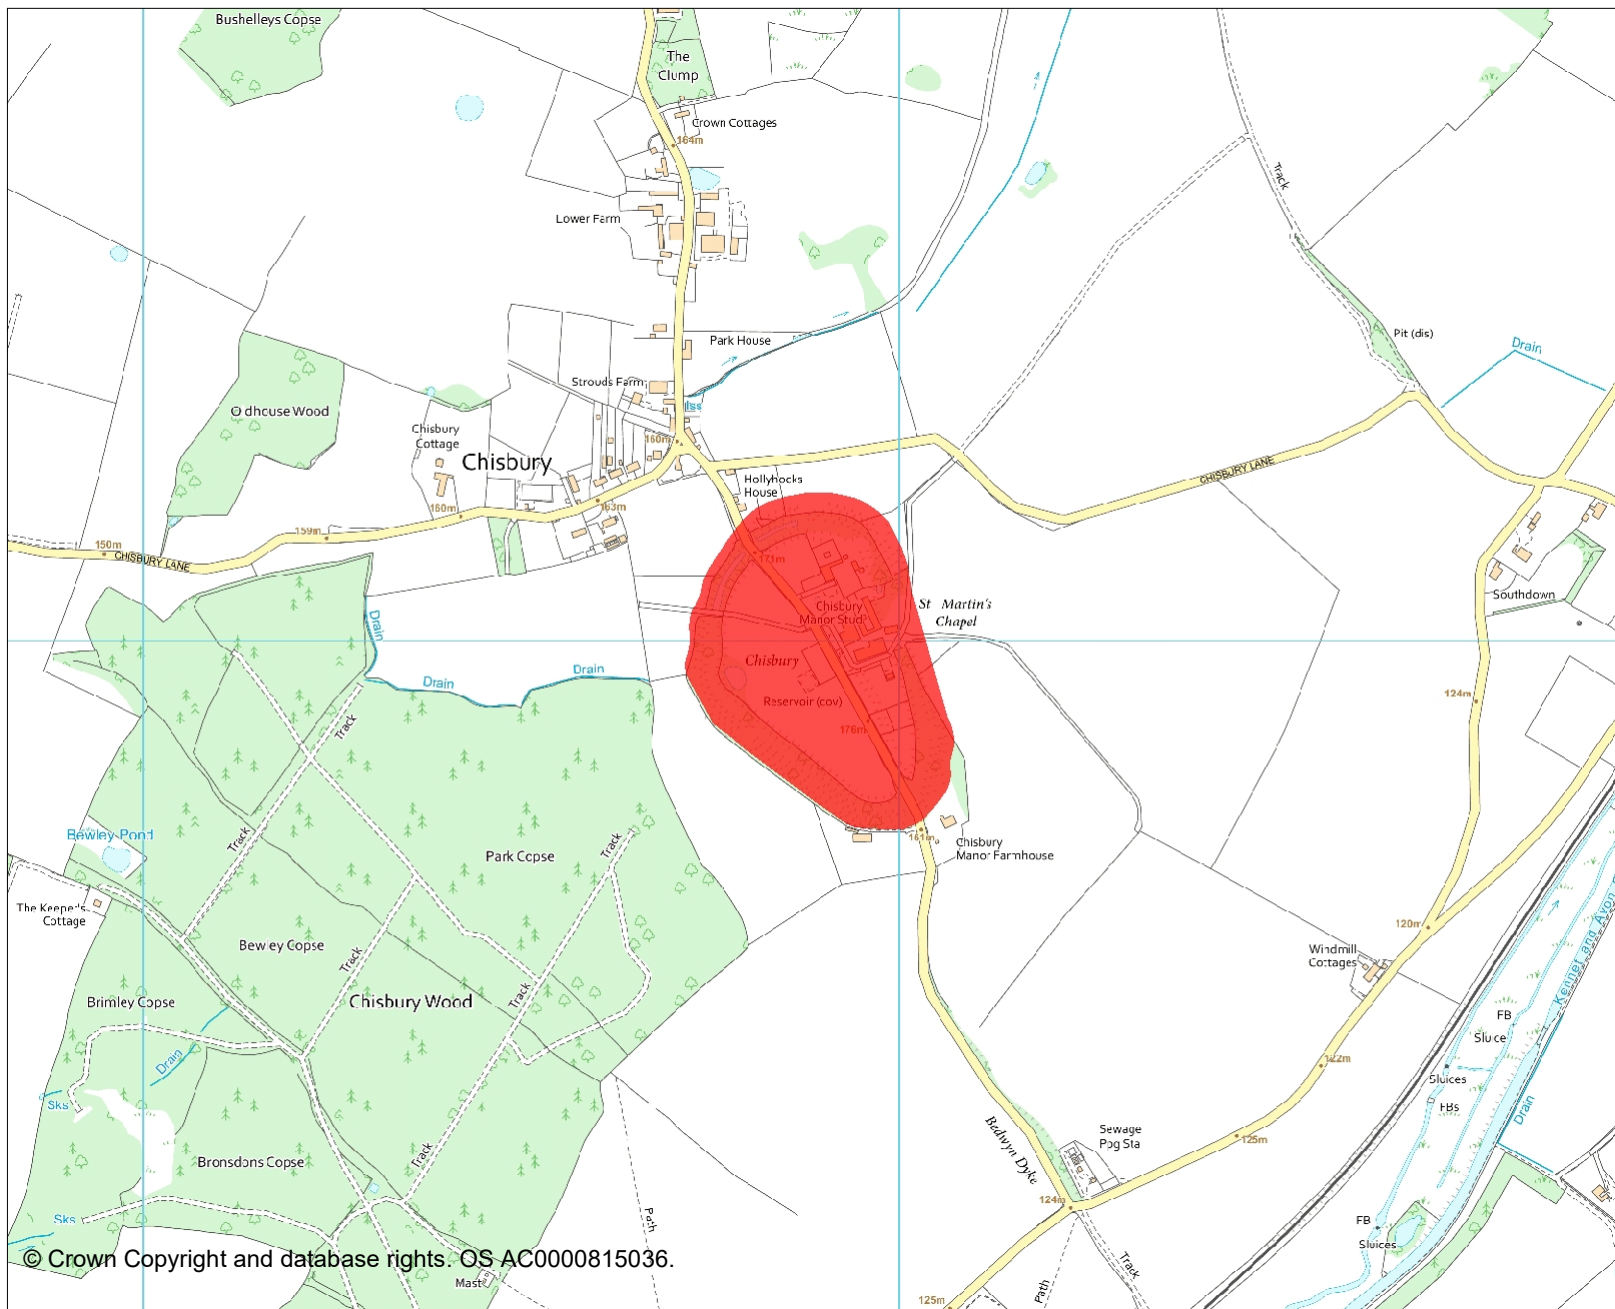 Bushelleys Copse
The
Clump
Crown Cottages
164m
Track
Lower Farm
Pit (dis)
Drain
Park House
Strouds Farm
Oldhouse Wood
Chisbury
Cottage
160m
Chisbury
CHISBURY LANE
Hollyhocks
House
160m
163m
159m
150m
CHISBURY LANE
171m
Chisbury
Manor Stud
St Martin's
Chapel
Southdown
Drain
Chisbury
Drain
Drain
124m
Reservoir (cov)
176m
Track
Bewley Pond
Track
Track
Park Copse
161m
Chisbury
Manor Farmhouse
The Keeper's
Cottage
120m
Bewley Copse
Track
Windmill
Cottages
Kennet and Avon
Brimley Copse
Chisbury Wood
Track
FB
Sluice
Drain
122m
Sluices
Sks
FBs
Drain
Bedwyn Dyke
Sewage
Ppg Sta
125m
Bronsdons Copse
Track
124m
Sks
Path
FB
Sluices
Track
© Crown Copyright and database rights. OS AC0000815036.
Mast
Path
125m